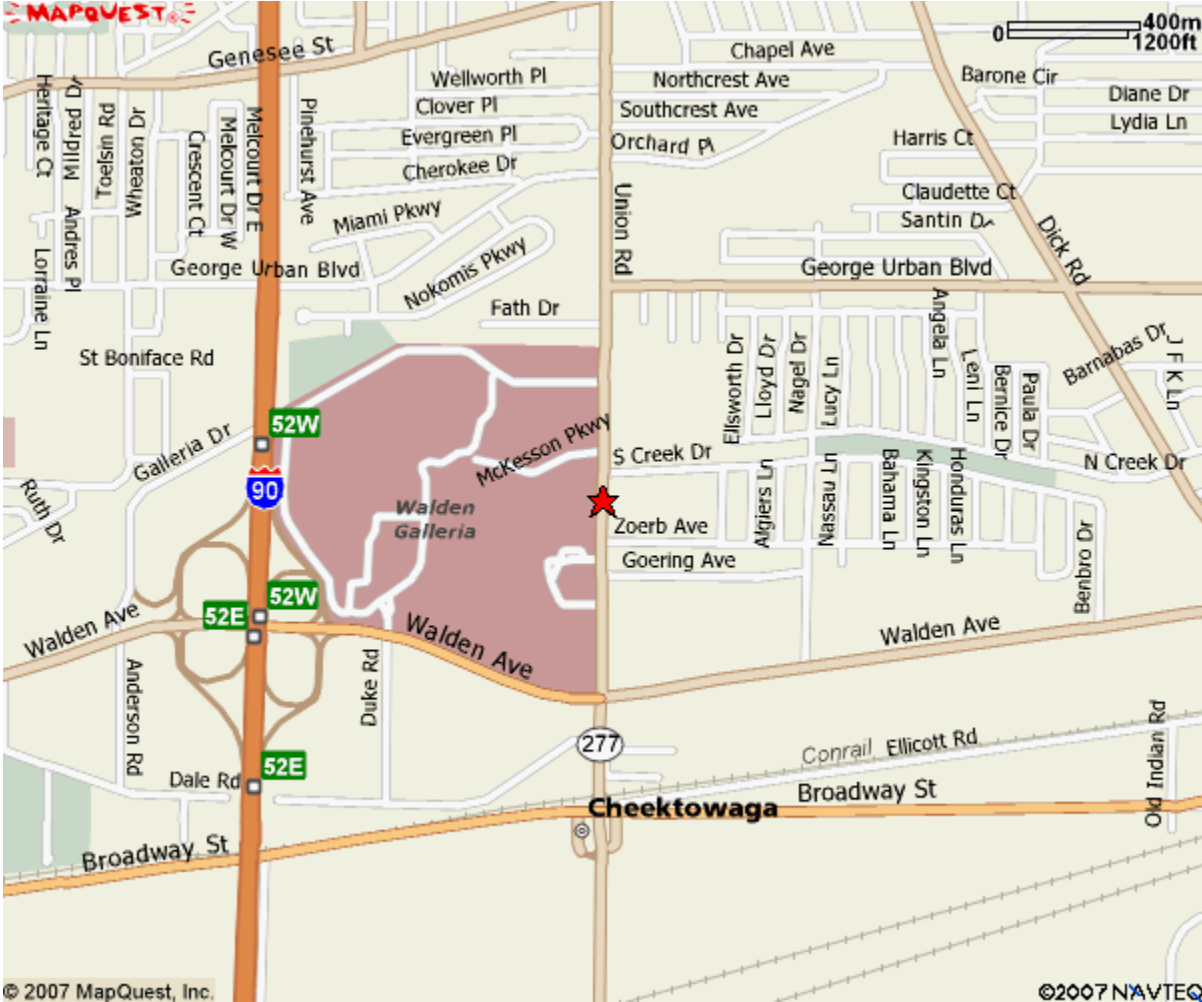 MAPQUEST
0 400m
1200ft
Genesee St
Chapel Ave
Wellworth Pl
Northcrest Ave
Barone Cir
Heritage Ct
Mildred Dr
Toelsin Rd
Wheaton Dr
Crescent Ct
Melcourt Dr W
Melcourt Dr E
Pinehurst Ave
Clover Pl
Southcrest Ave
Diane Dr
Evergreen Pl
Orchard Pl
Harris Ct
Lydia Ln
Cherokee Dr
Union Rd
Claudette Ct
Miami Pkwy
Santin Dr
Dick Rd
Andres Pl
Lorraine Ln
George Urban Blvd
Nokomis Pkwy
George Urban Blvd
Fath Dr
St Boniface Rd
Ellsworth Dr
Lloyd Dr
Nagel Dr
Lucy Ln
Angela Ln
Leni Ln
Bernice Dr
Paula Dr
Barnabas Dr
J F K Ln
52W
Galleria Dr
McKesson Pkwy
S Creek Dr
N Creek Dr
Ruth Dr
90
Walden
Galleria
Algiers Ln
Nassau Ln
Bahama Ln
Kingston Ln
Honduras Ln
Zoerb Ave
Goering Ave
Benbro Dr
52W
52E
Walden Ave
Walden Ave
Walden Ave
Anderson Rd
Duke Rd
277
Conrail
Ellicott Rd
Old Indian Rd
52E
Dale Rd
Cheektowaga
Broadway St
Broadway St
© 2007 MapQuest, Inc.
©2007 NAVTEQ